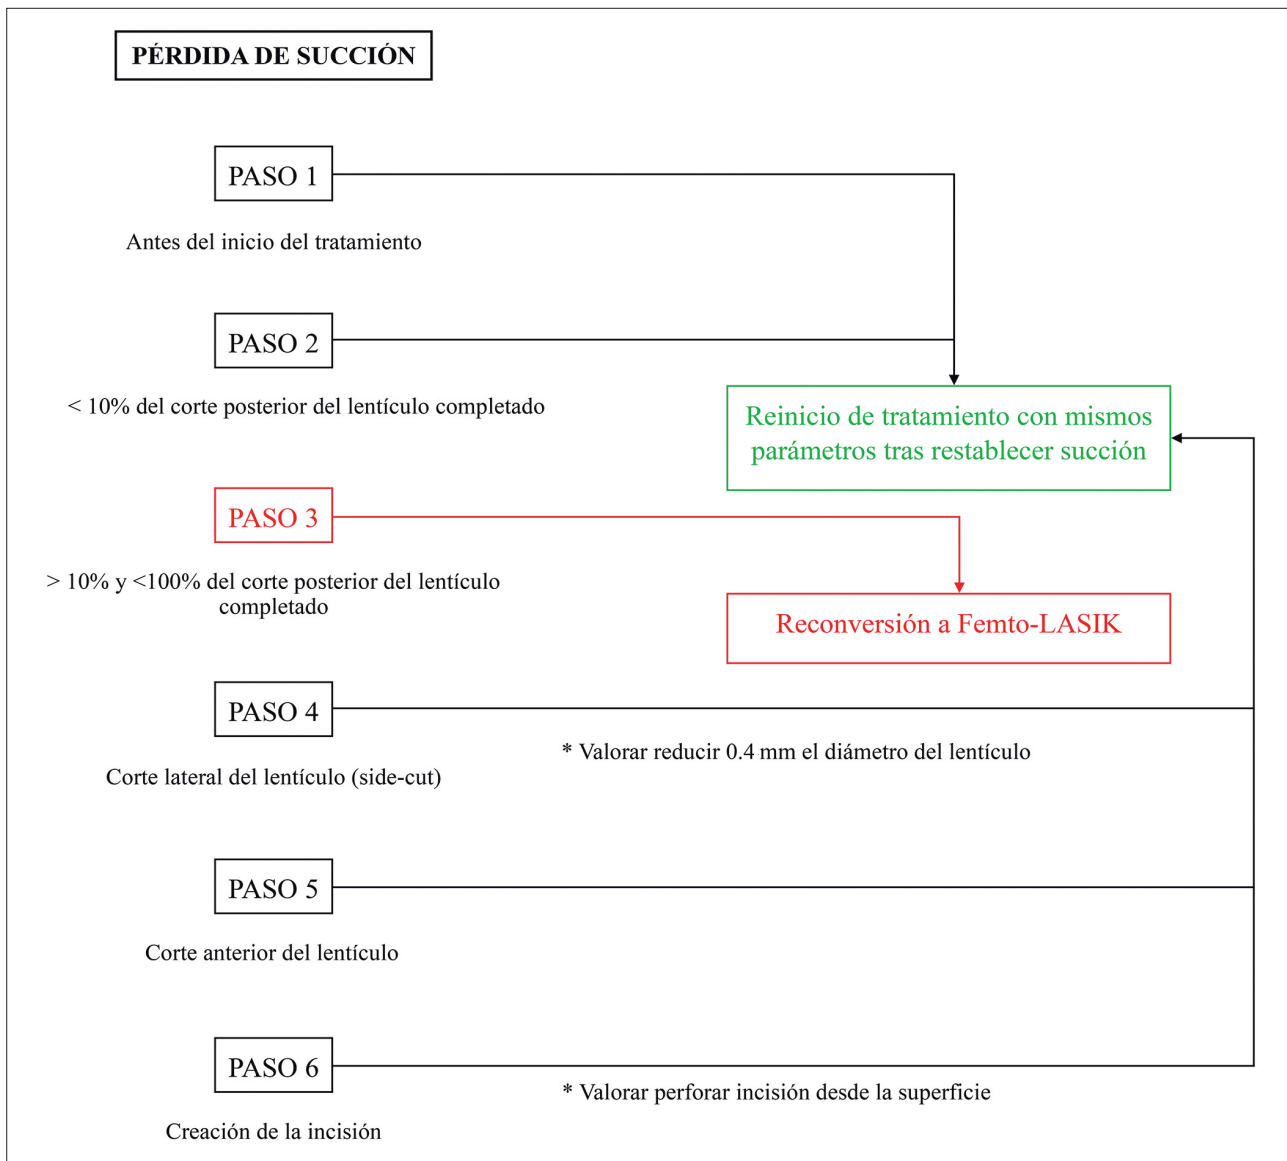 PÉRDIDA DE SUCCIÓN
PASO 1
Antes del inicio del tratamiento
PASO 2
< 10% del corte posterior del lentículo completado
Reinicio de tratamiento con mismos
parámetros tras restablecer succión
PASO 3
> 10% y <100% del corte posterior del lentículo
completado
Reconversión a Femto-LASIK
PASO 4
* Valorar reducir 0.4 mm el diámetro del lentículo
Corte lateral del lentículo (side-cut)
PASO 5
Corte anterior del lentículo
PASO 6
* Valorar perforar incisión desde la superficie
Creación de la incisión